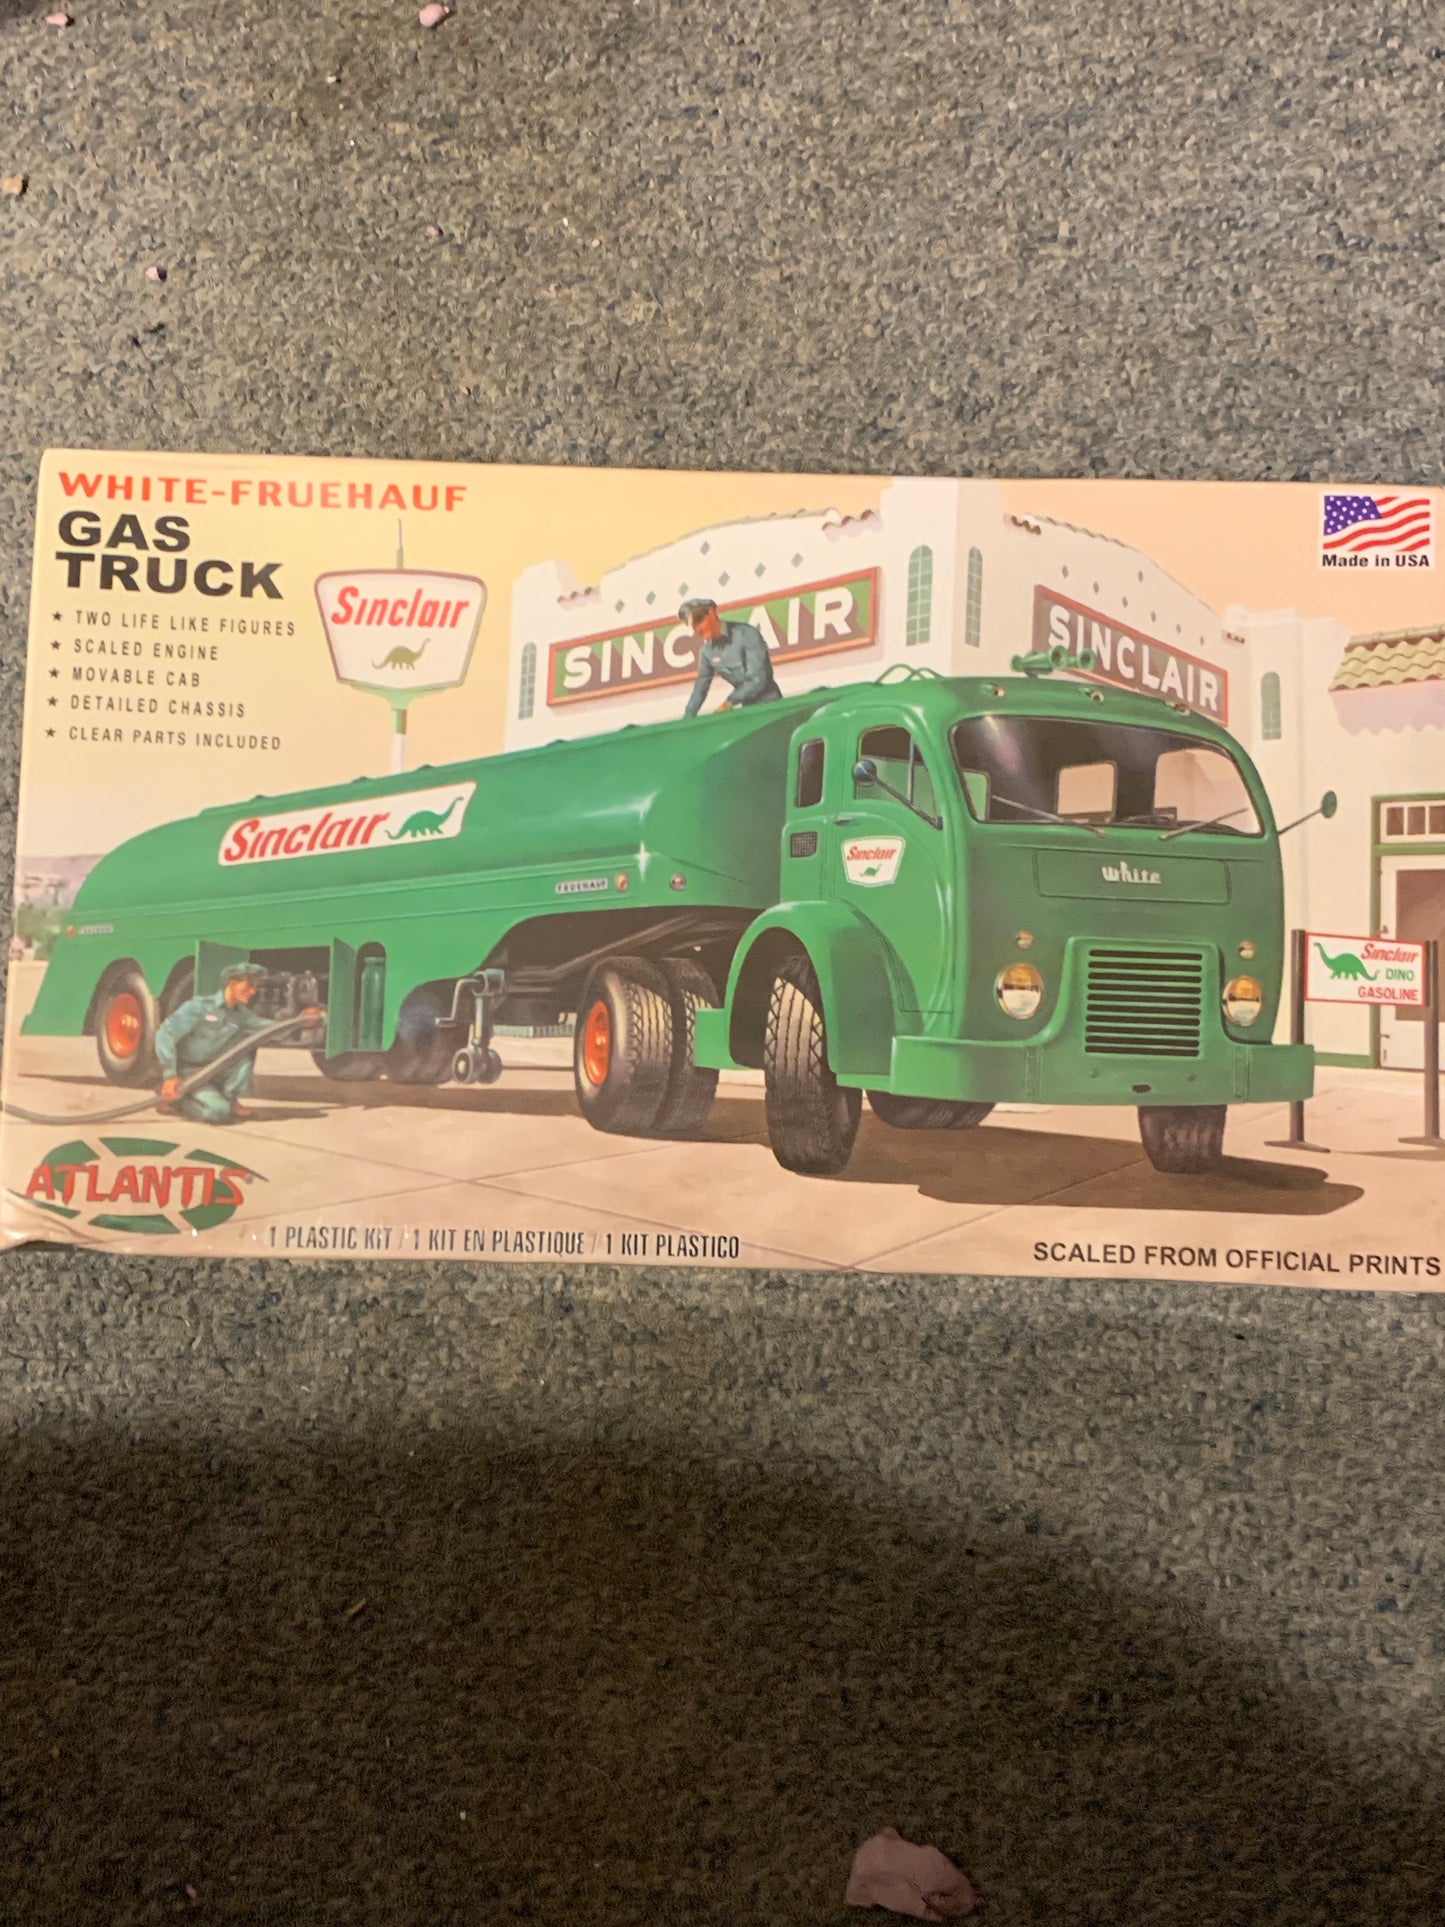 WHITE-FRUEHAUF
GAS
TRUCK
★ TWO LIFE LIKE FIGURES
★ SCALED ENGINE
★ MOVABLE CAB
★ DETAILED CHASSIS
★ CLEAR PARTS INCLUDED
Sinclair
SINCLAIR
SINCLAIR
Made in USA
Sinclair
Sinclair
White
FRUEHAUF
FRUEHAUF
Sinclair
DINO
GASOLINE
ATLANTIS
1 PLASTIC KIT / 1 KIT EN PLASTIQUE / 1 KIT PLASTICO
SCALED FROM OFFICIAL PRINTS